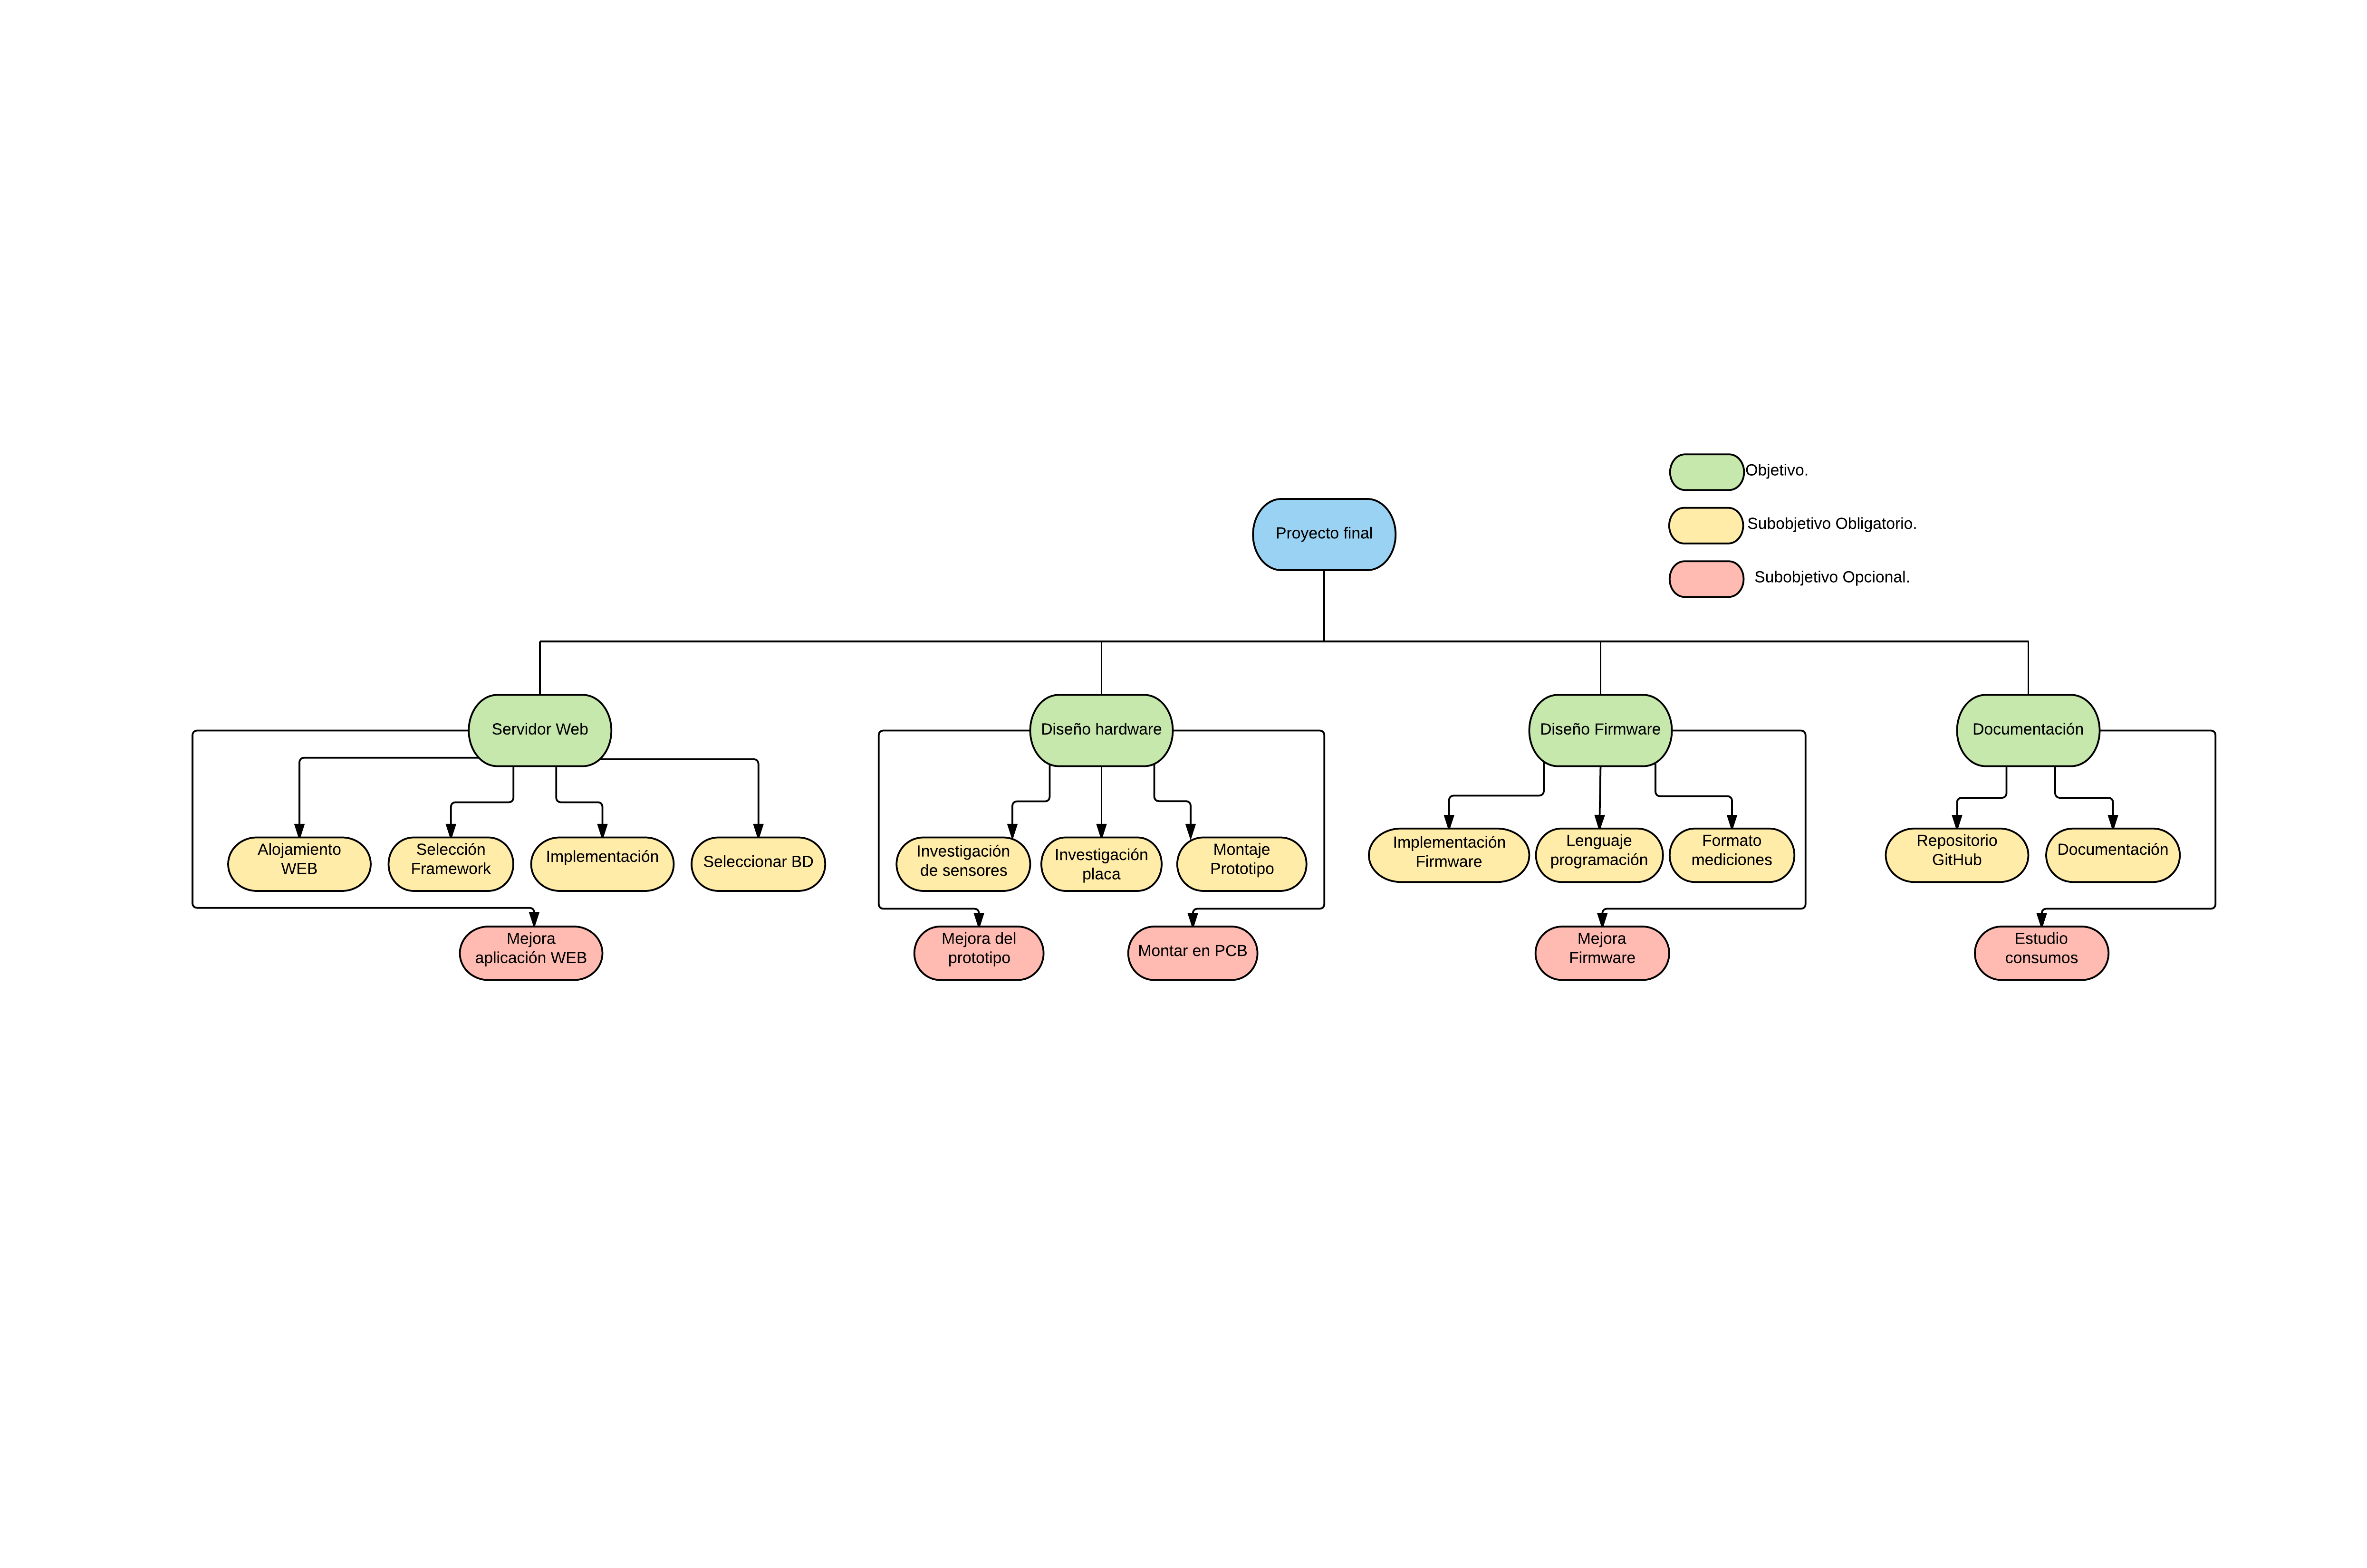 Objetivo.
Proyecto final
Subobjetivo Obligatorio.
Subobjetivo Opcional.
Servidor Web
Diseño hardware
Diseño Firmware
Documentación
Alojamiento
WEB
Selección
Framework
Implementación
Seleccionar BD
Investigación
de sensores
Investigación
placa
Montaje
Prototipo
Implementación
Firmware
Lenguaje
programación
Formato
mediciones
Repositorio
GitHub
Documentación
Mejora
aplicación WEB
Mejora del
prototipo
Montar en PCB
Mejora
Firmware
Estudio
consumos